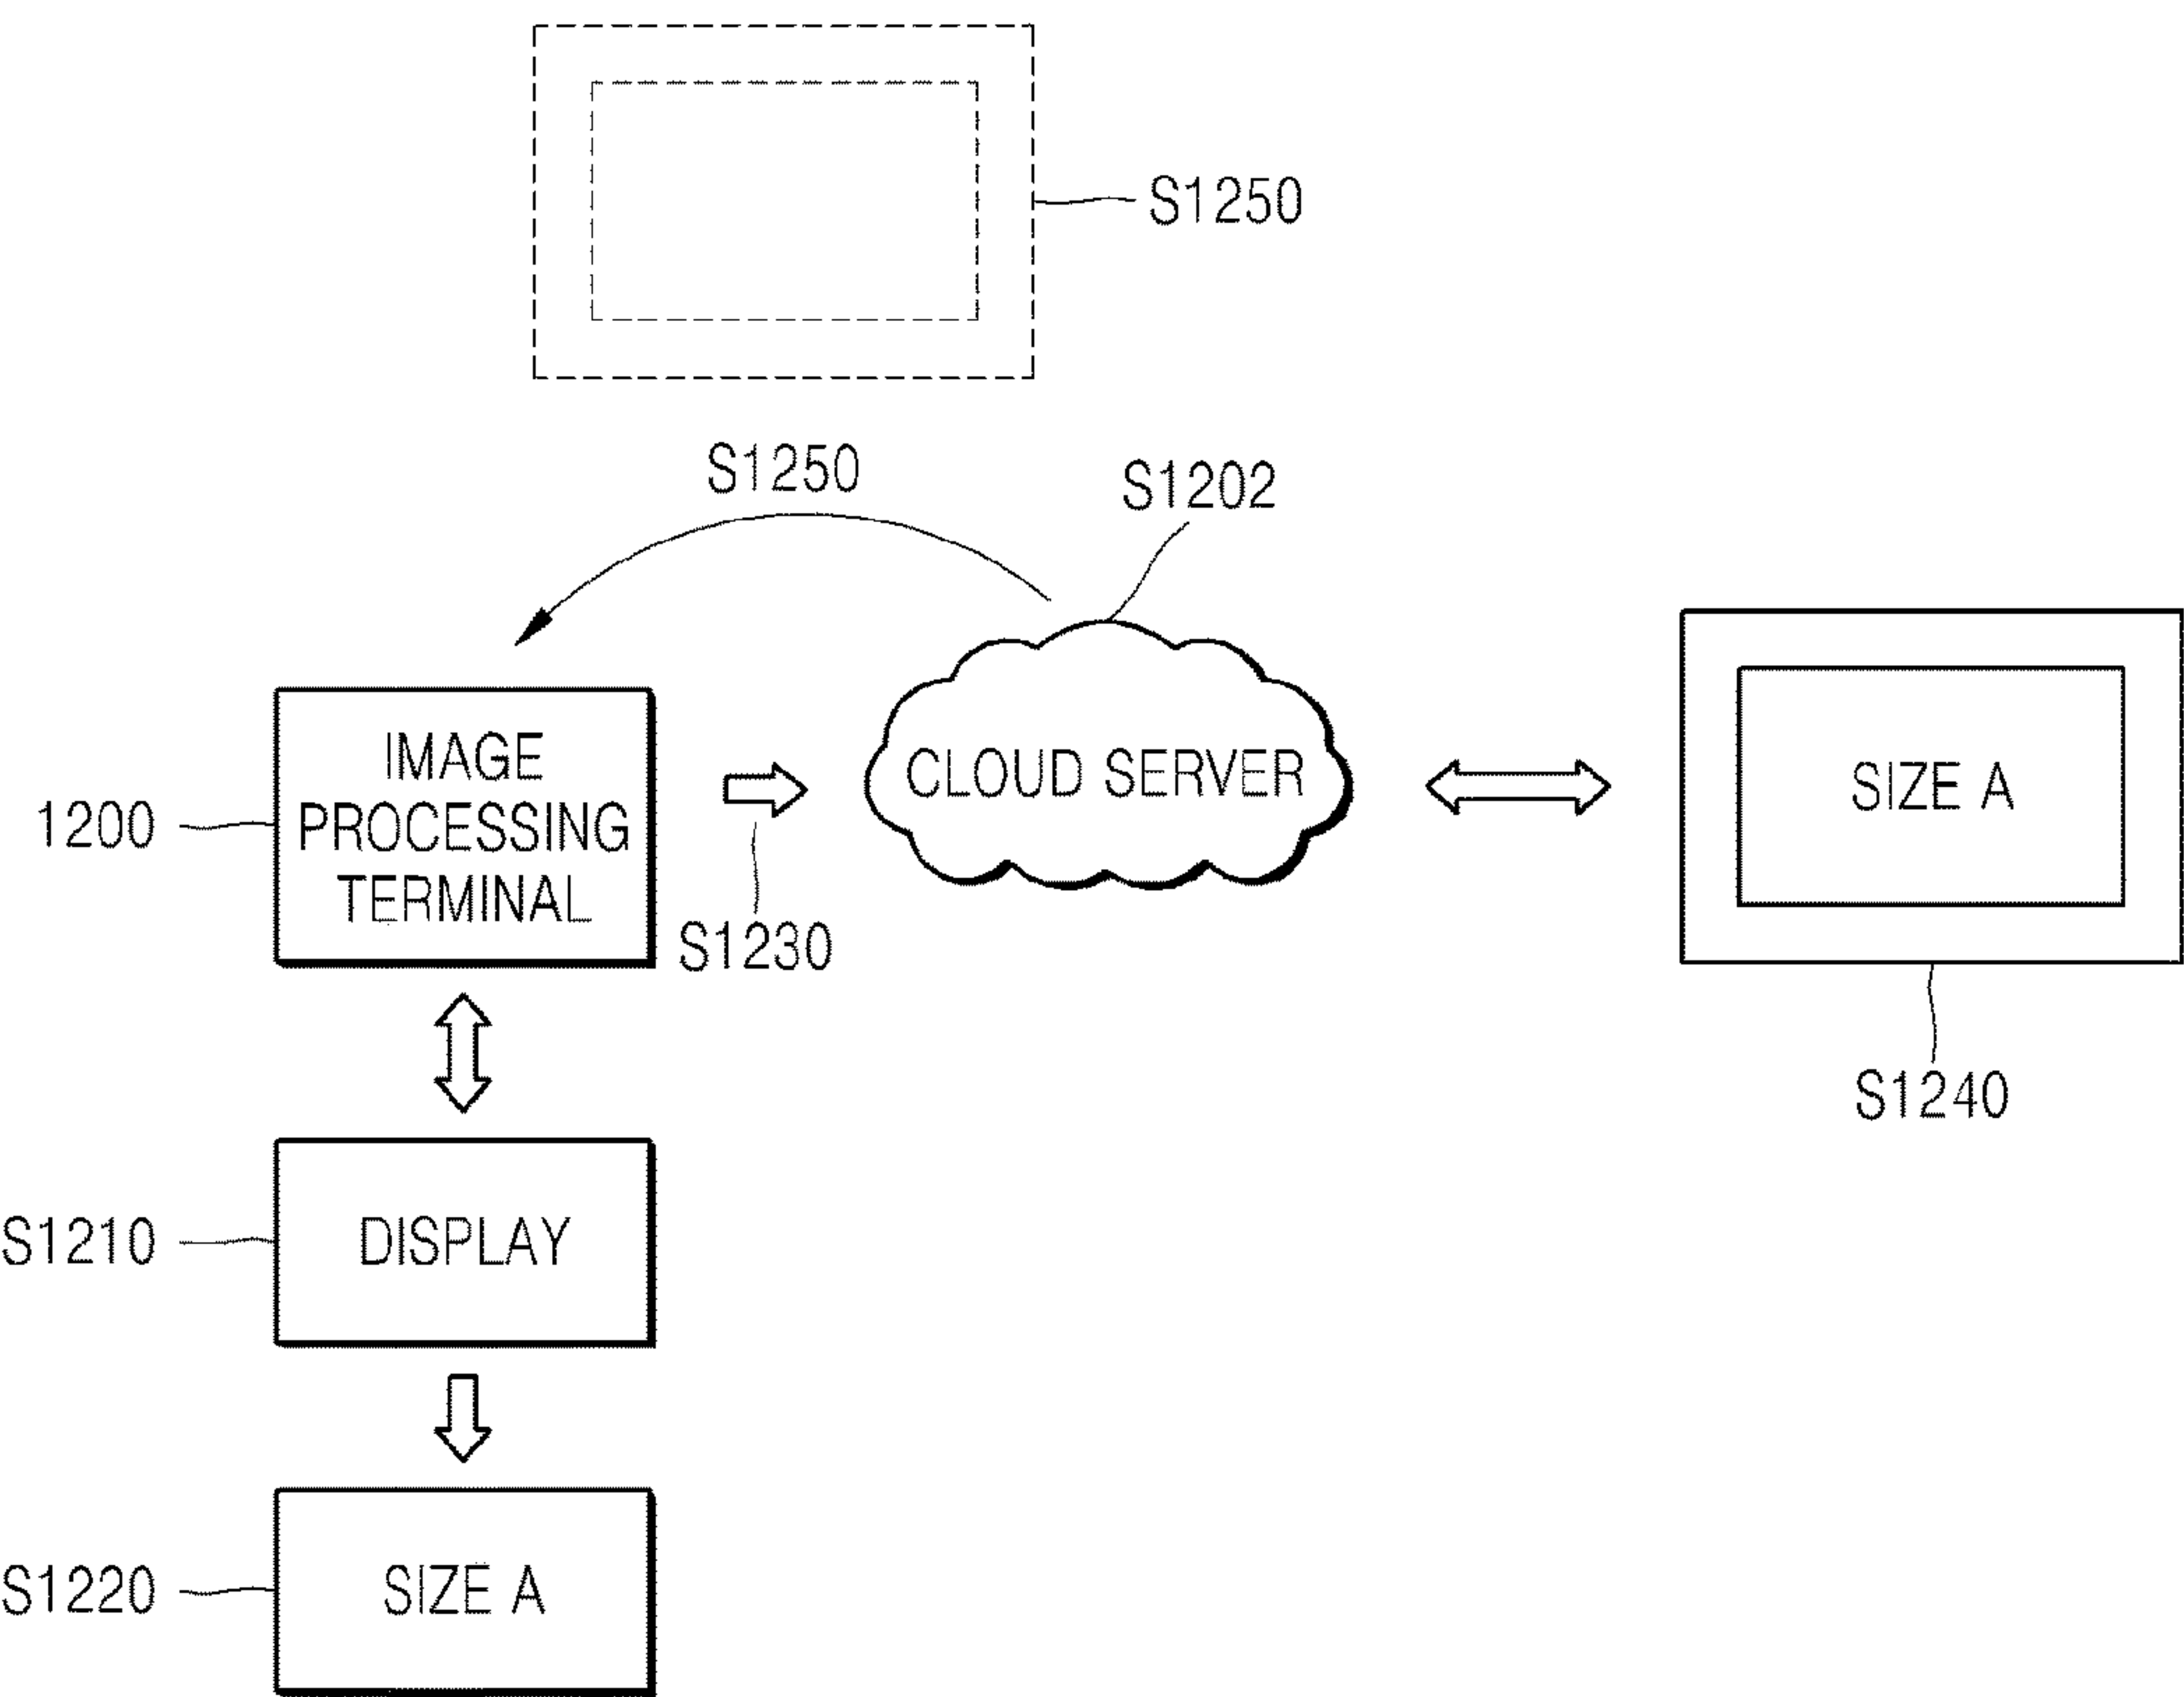 S1250
S1250
S1202
IMAGE
PROCESSING
TERMINAL
1200
CLOUD SERVER
SIZE A
S1230
S1240
S1210
DISPLAY
S1220
SIZE A